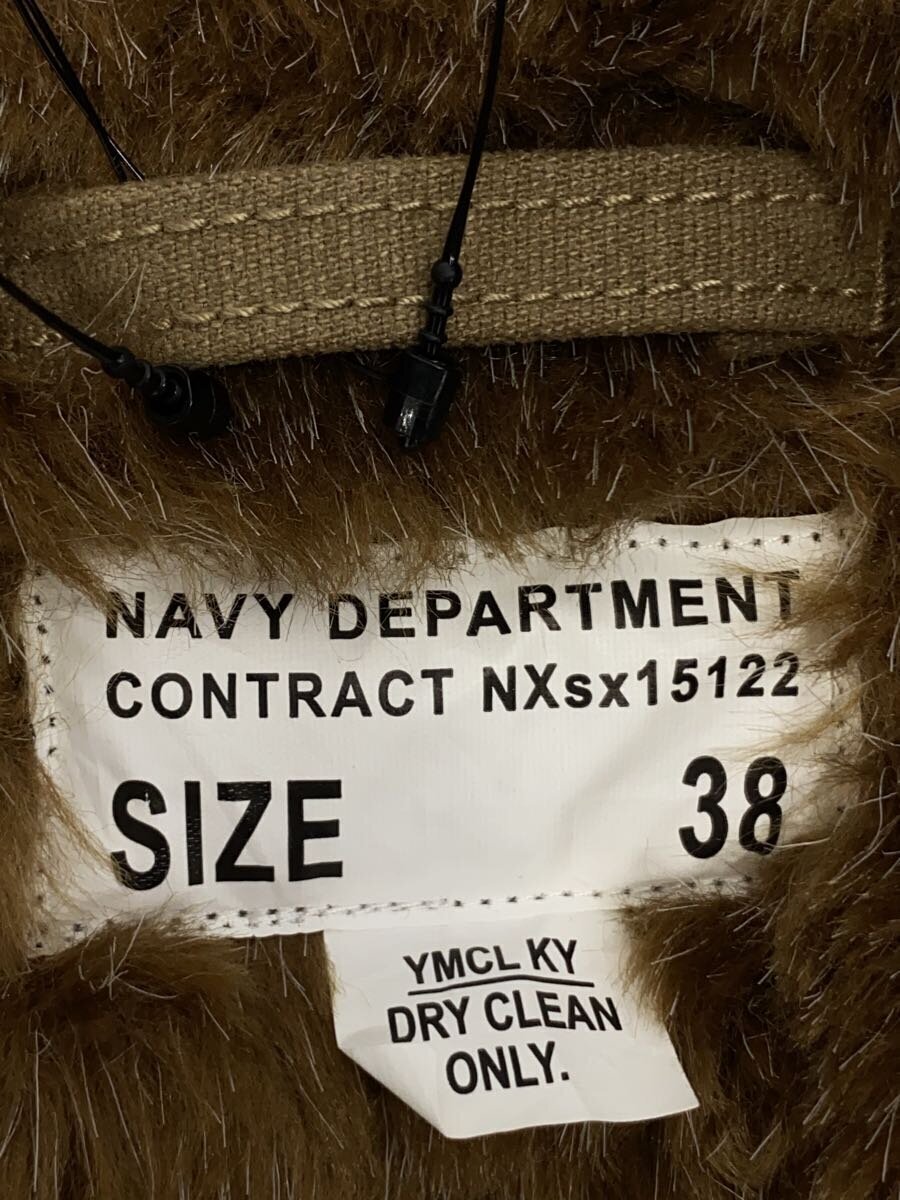 NAVY DEPARTMENT
CONTRACT NXsx15122
SIZE 38
YMCL KY
DRY CLEAN
ONLY.